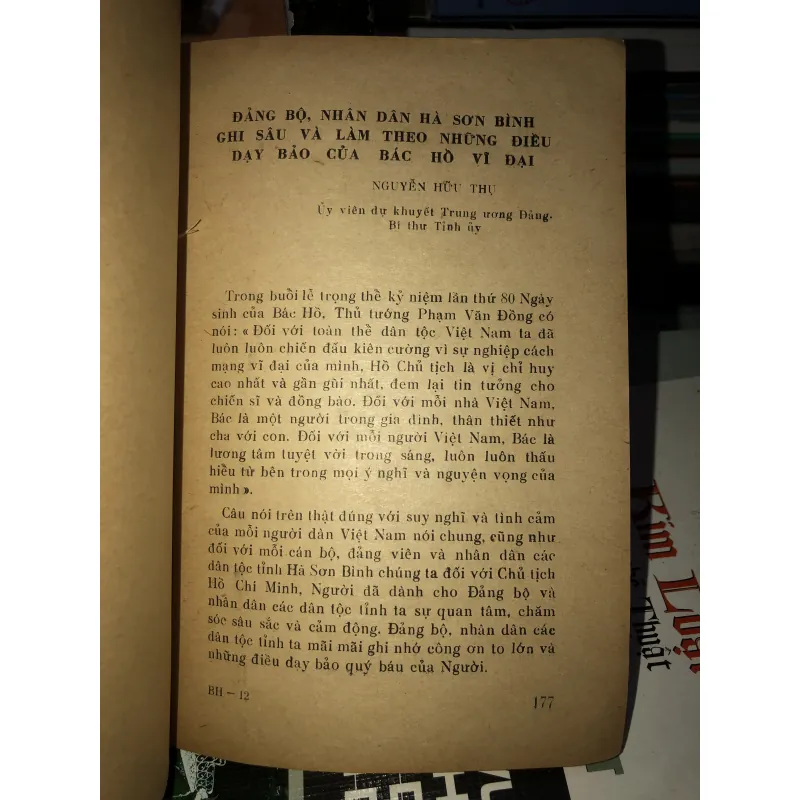 ĐẢNG BỘ, NHÂN DÂN HÀ SƠN BÌNH
GHI SÂU VÀ LÀM THEO NHỮNG ĐIỀU
DẠY BẢO CỦA BÁC HỒ VĨ ĐẠI
NGUYỄN HỮU THỤ
Ủy viên dự khuyết Trung ương Đảng.
Bí thư Tỉnh ủy
Trong buổi lễ trọng thể kỷ niệm lần thứ 80 Ngày
sinh của Bác Hồ, Thủ tướng Phạm Văn Đồng có
nói: « Đối với toàn thể dân tộc Việt Nam ta đã
luôn luôn chiến đấu kiên cường vì sự nghiệp cách
mạng vĩ đại của mình, Hồ Chủ tịch là vị chỉ huy
cao nhất và gần gũi nhất, đem lại tin tưởng cho
chiến sĩ và đồng bào. Đối với mỗi nhà Việt Nam,
Bác là một người trong gia đình, thân thiết như
cha với con. Đối với mỗi người Việt Nam, Bác là
lương tâm tuyệt vời trong sáng, luôn luôn thấu
hiểu từ bên trong mọi ý nghĩ và nguyện vọng của
mình ».
Câu nói trên thật đúng với suy nghĩ và tình cảm
của mỗi người dân Việt Nam nói chung, cũng như
đối với mỗi cán bộ, đảng viên và nhân dân các
dân tộc tỉnh Hà Sơn Bình chúng ta đối với Chủ tịch
Hồ Chí Minh, Người đã dành cho Đảng bộ và
nhân dân các dân tộc tỉnh ta sự quan tâm, chăm
sóc sâu sắc và cảm động. Đảng bộ, nhân dân các
dân tộc tỉnh ta mãi mãi ghi nhớ công ơn to lớn và
những điều dạy bảo quý báu của Người.
BH – 12
177
Kim Loại
Thuật